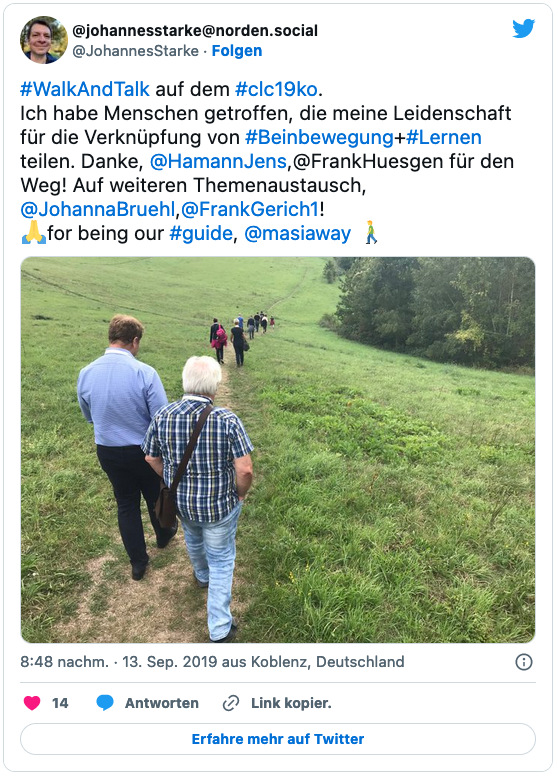 @johannesstarke@norden.social
@JohannesStarke · Folgen
#WalkAndTalk auf dem #clc19ko.
Ich habe Menschen getroffen, die meine Leidenschaft
für die Verknüpfung von #Beinbewegung+#Lernen
teilen. Danke, @HamannJens,@FrankHuesgen für den
Weg! Auf weiteren Themenaustausch,
@JohannaBruehl,@FrankGerich1!
🙏for being our #guide, @masiaway 🚶‍♂️
8:48 nachm. · 13. Sep. 2019 aus Koblenz, Deutschland
14 Antworten Link kopier.
Erfahre mehr auf Twitter